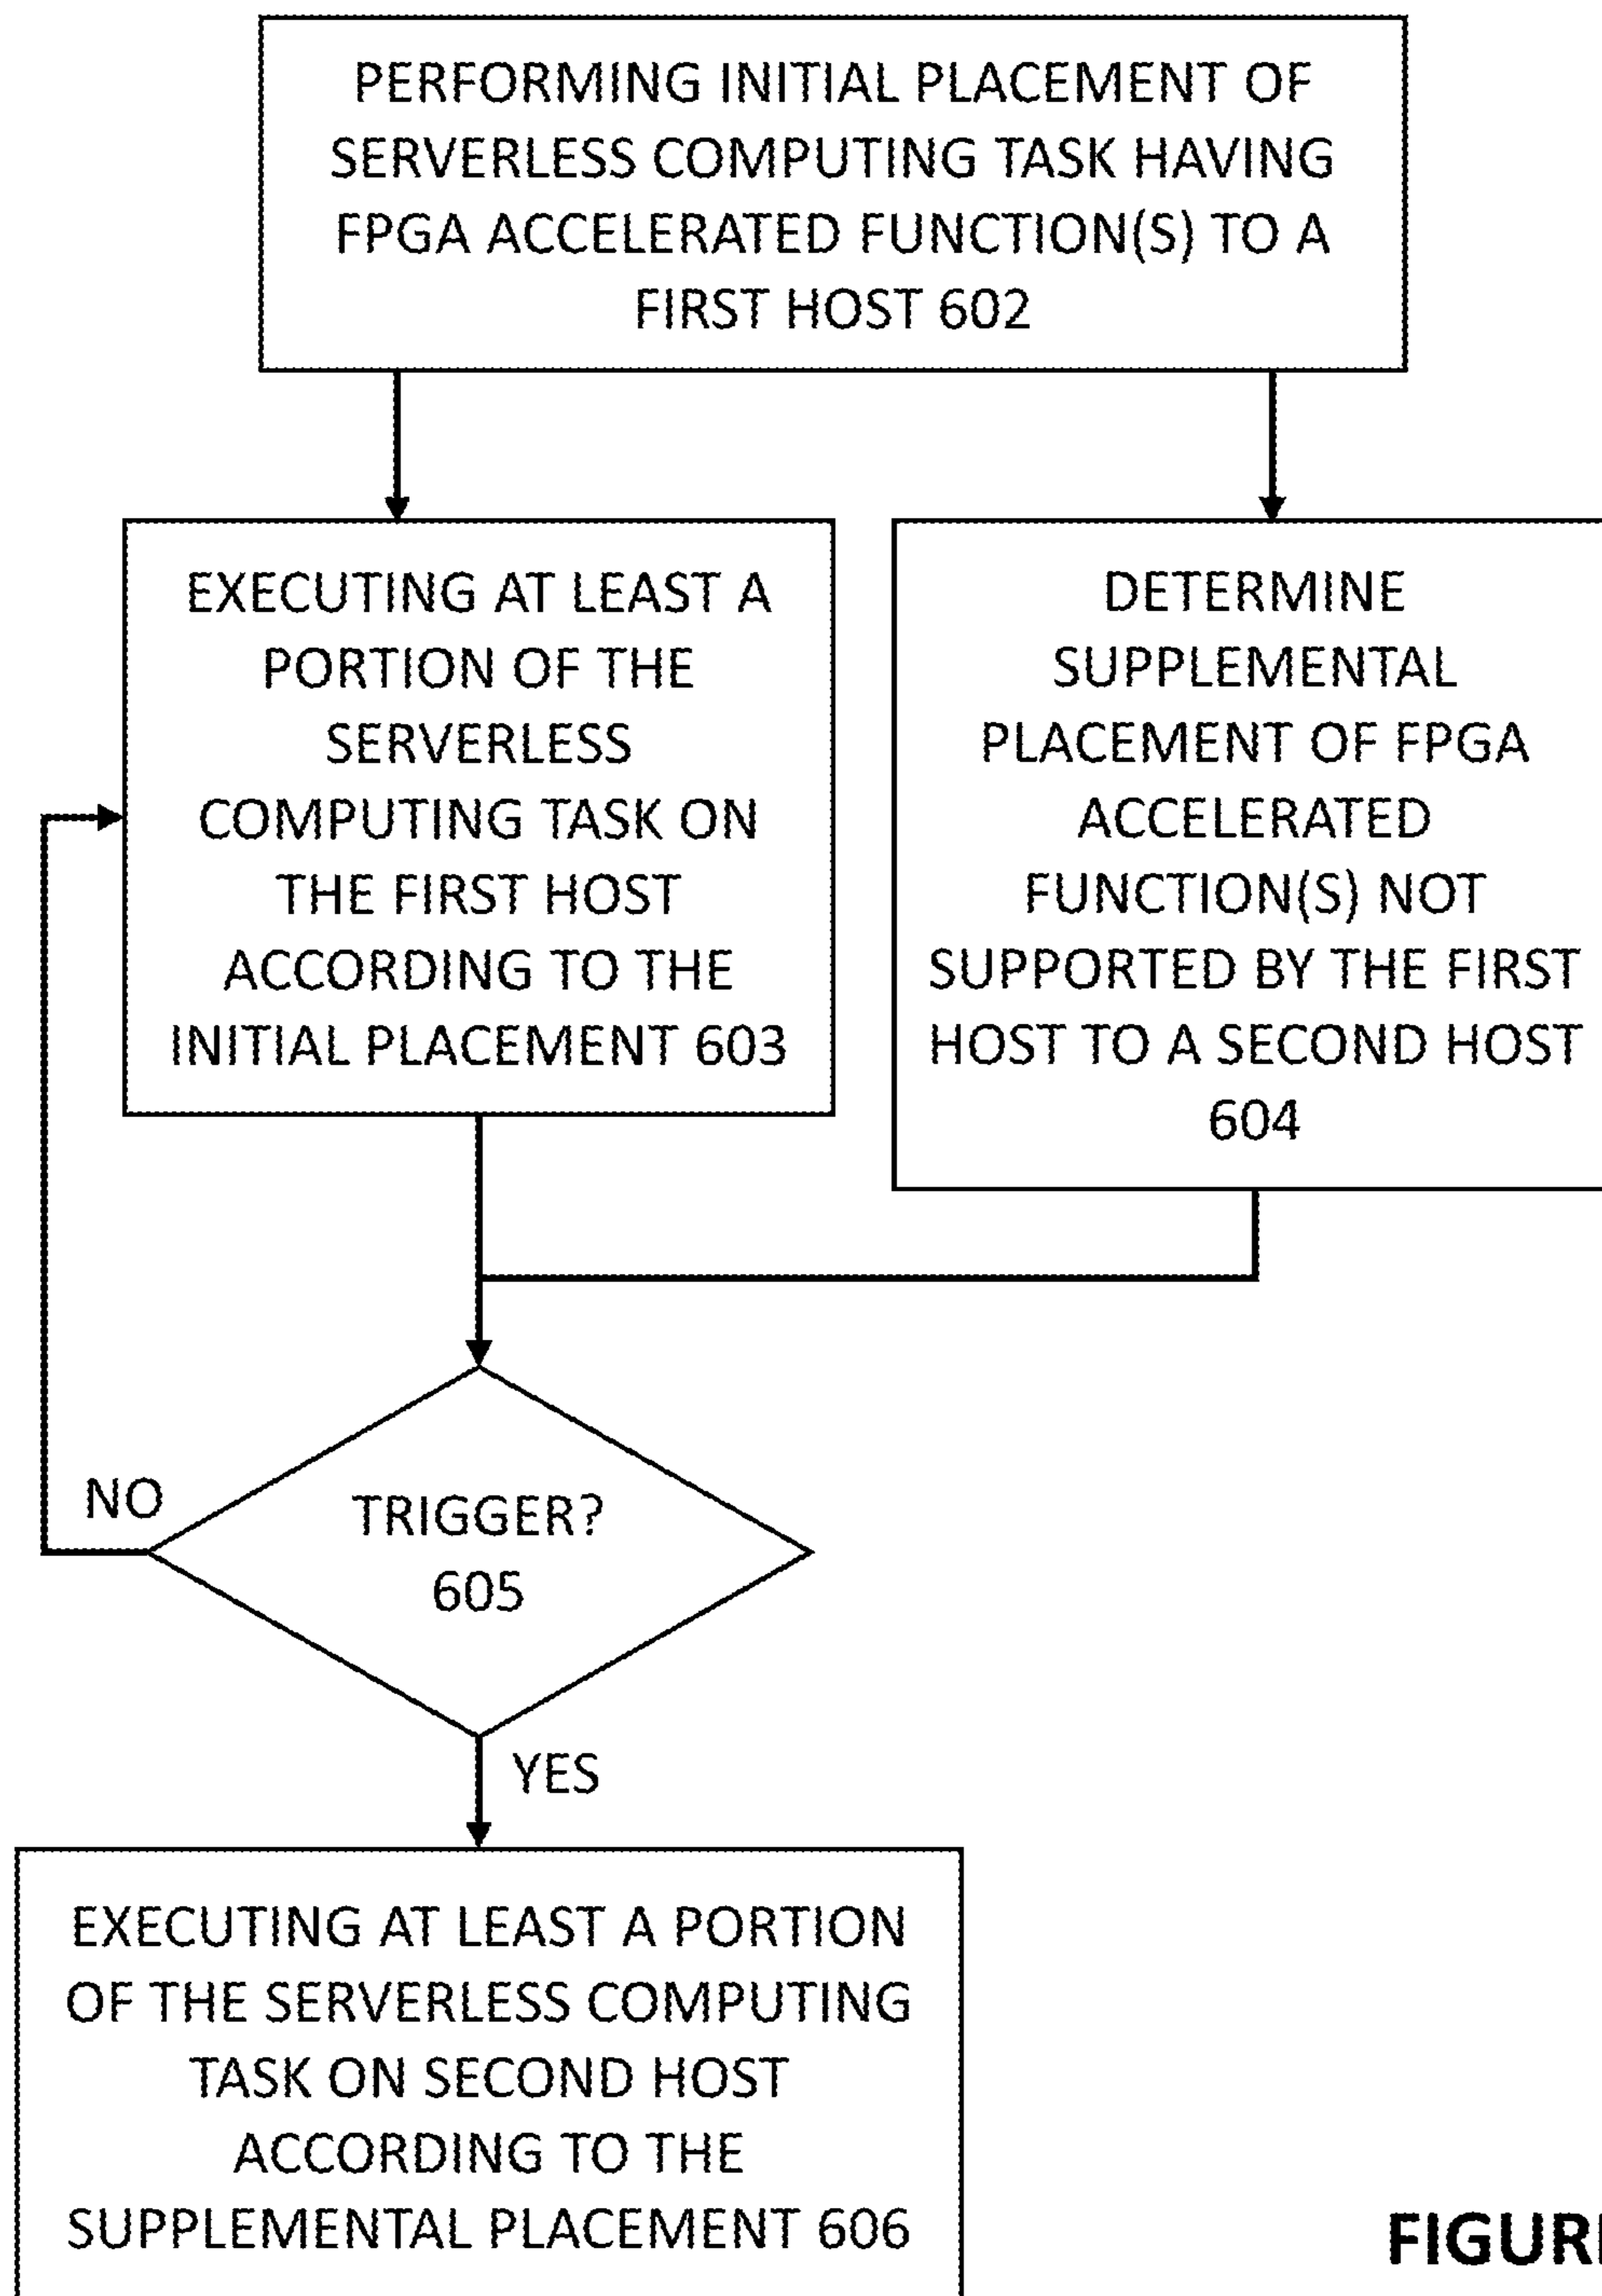 PERFORMING INITIAL PLACEMENT OF
SERVERLESS COMPUTING TASK HAVING
FPGA ACCELERATED FUNCTION(S) TO A
FIRST HOST 602
EXECUTING AT LEAST A
PORTION OF THE
SERVERLESS
COMPUTING TASK ON
THE FIRST HOST
ACCORDING TO THE
INITIAL PLACEMENT 603
DETERMINE
SUPPLEMENTAL
PLACEMENT OF FPGA
ACCELERATED
FUNCTION(S) NOT
SUPPORTED BY THE FIRST
HOST TO A SECOND HOST
604
NO
TRIGGER?
605
YES
EXECUTING AT LEAST A PORTION
OF THE SERVERLESS COMPUTING
TASK ON SECOND HOST
ACCORDING TO THE
SUPPLEMENTAL PLACEMENT 606